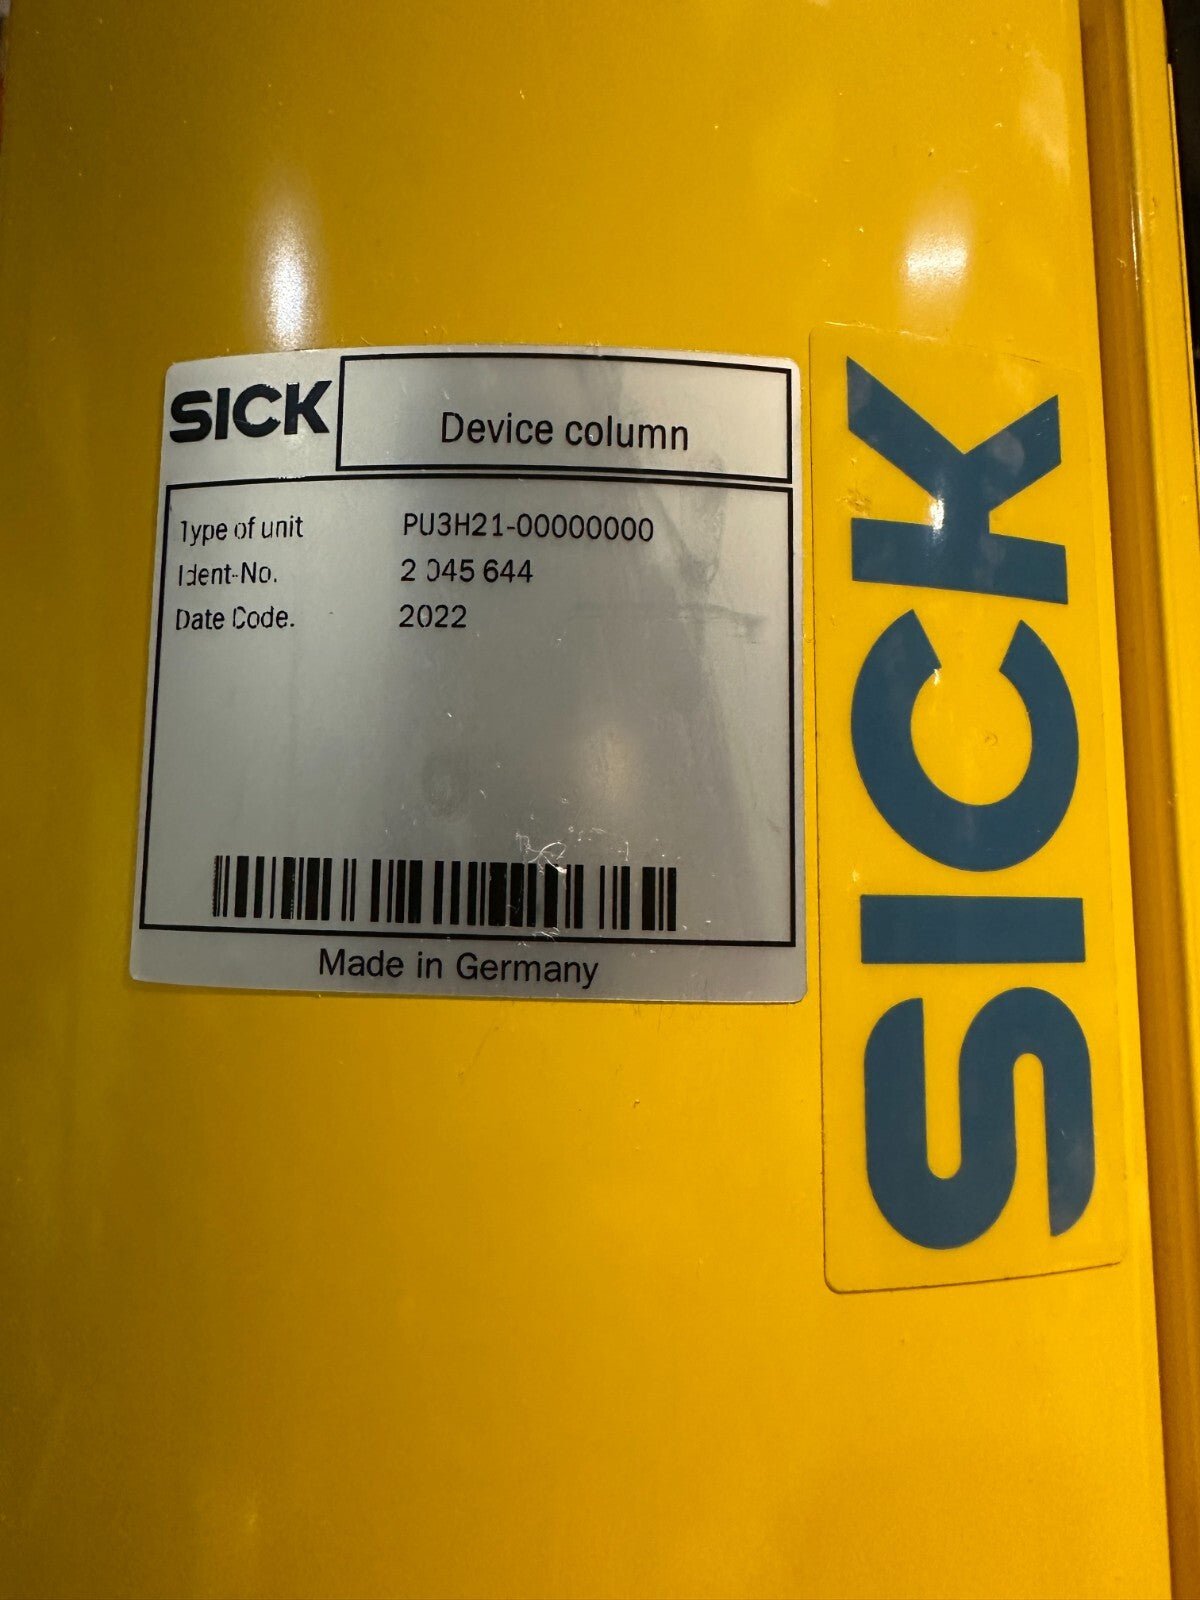 SICK
Device column
Type of unit PU3H21-00000000
Ident-No. 2 045 644
Date Code. 2022
Made in Germany
SICK